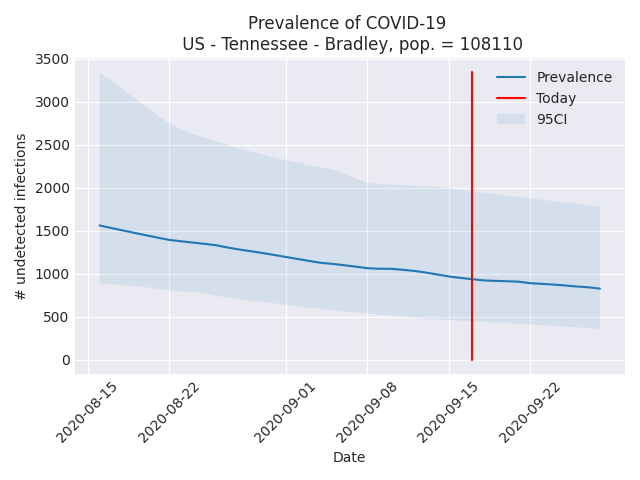 Prevalence of COVID-19
US - Tennessee - Bradley, pop. = 108110
# undetected infections
3500
3000
2500
2000
1500
1000
500
0
Prevalence
Today
95CI
2020-08-15
2020-08-22
2020-09-01
2020-09-08
2020-09-15
2020-09-22
Date